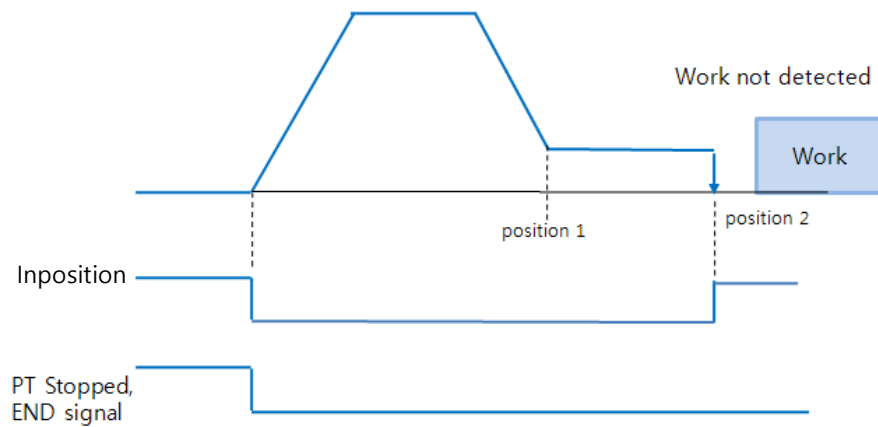 Work not detected
Work
position 1
position 2
Inposition
PT Stopped,
END signal